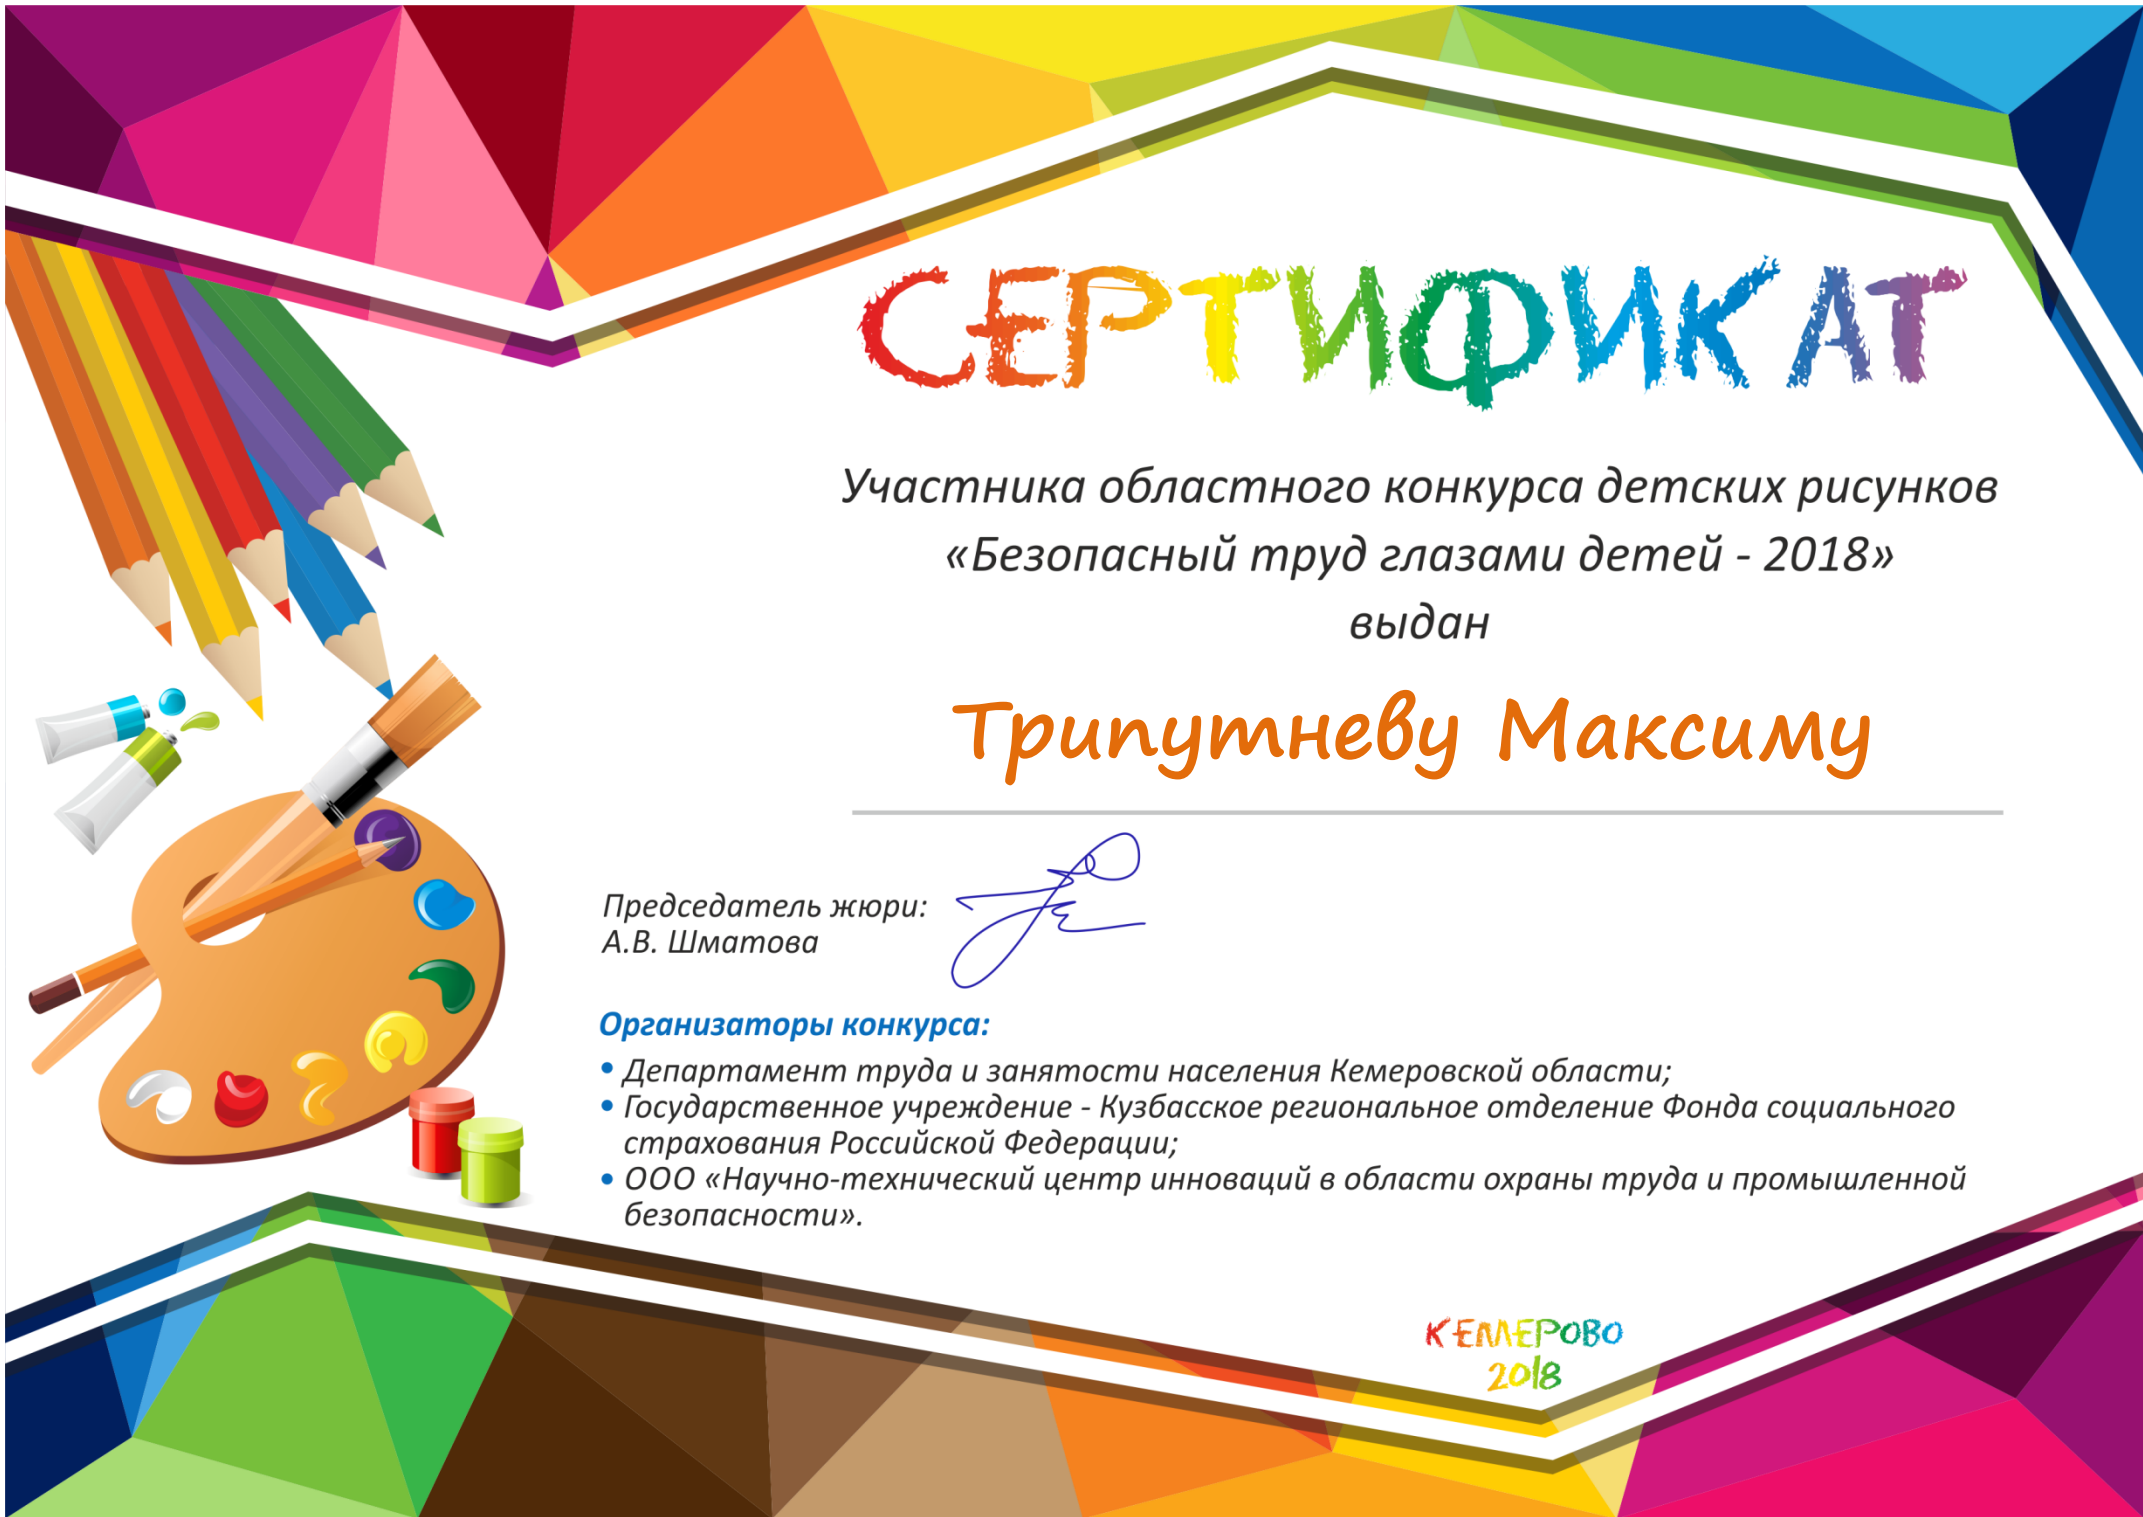 СЕРТИФИКАТ
Участника областного конкурса детских рисунков
«Безопасный труд глазами детей - 2018»
выдан
Трипутневу Максиму
Председатель жюри:
А.В. Шматова
Организаторы конкурса:
• Департамент труда и занятости населения Кемеровской области;
• Государственное учреждение - Кузбасское региональное отделение Фонда социального
страхования Российской Федерации;
• ООО «Научно-технический центр инноваций в области охраны труда и промышленной
безопасности».
КЕМЕРОВО
2018